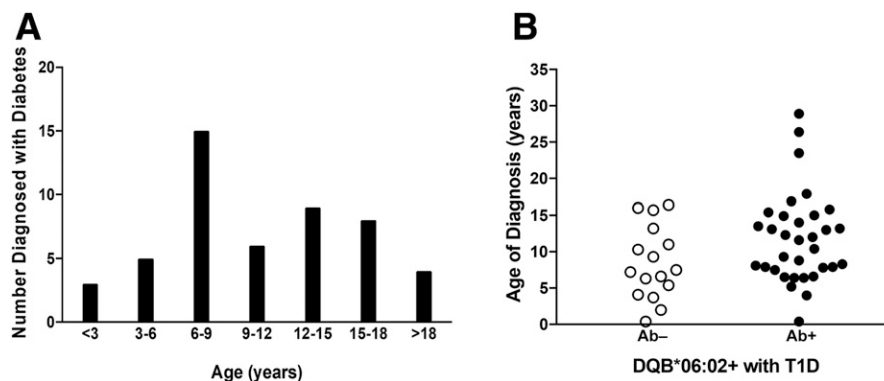 A
Number Diagnosed with Diabetes
20
15
10
5
0
<3 3-6 6-9 9-12 12-15 15-18 >18
Age (years)
B
Age of Diagnosis (years)
35
30
25
20
15
10
5
0
Ab– Ab+
DQB*06:02+ with T1D